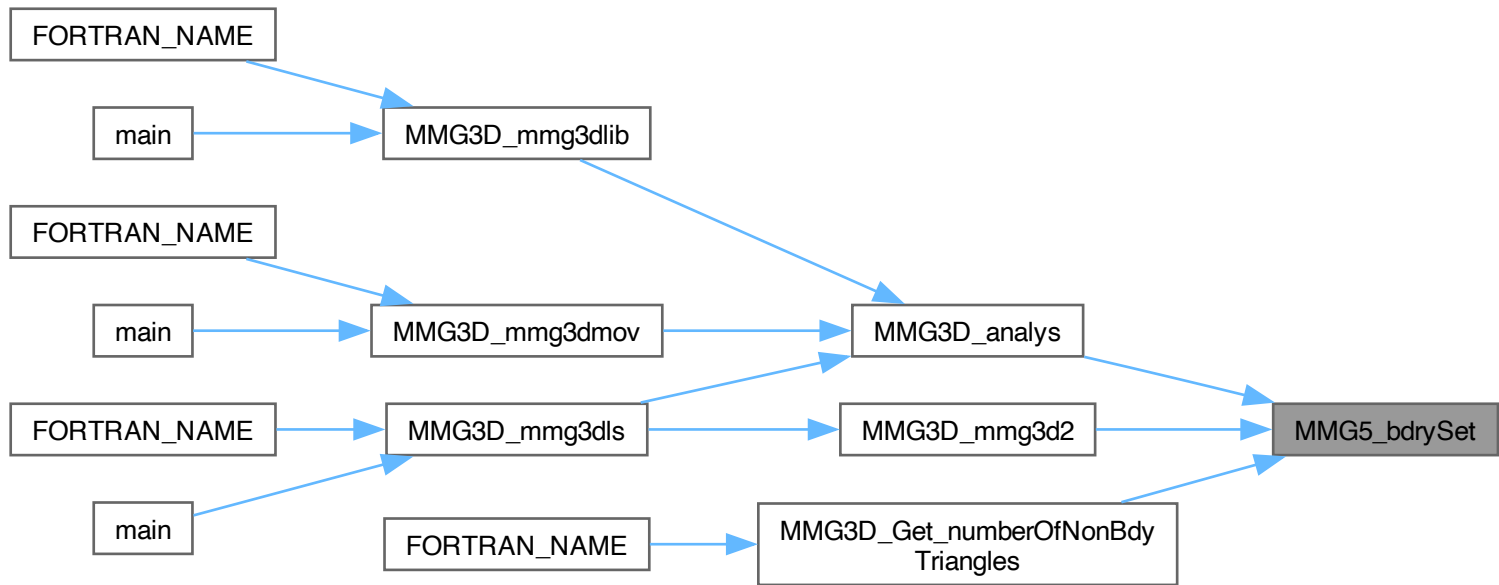 FORTRAN_NAME
main
MMG3D_mmg3dlib
FORTRAN_NAME
main
MMG3D_mmg3dmov
MMG3D_analys
FORTRAN_NAME
MMG3D_mmg3dls
MMG3D_mmg3d2
MMG5_bdrySet
main
FORTRAN_NAME
MMG3D_Get_numberOfNonBdy
Triangles